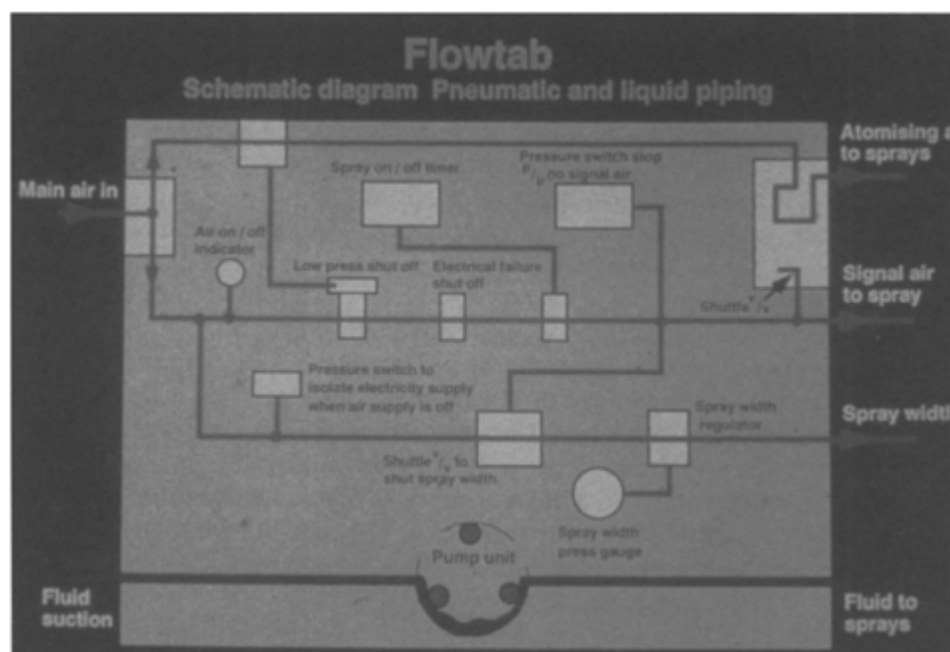 Flowtab
Schematic diagram Pneumatic and liquid piping
Atomising a
to sprays
Main air in
Spray on / off timer
Pressure switch stop
P/p no signal air
Air on / off
indicator
Low press shut off
Electrical failure
shut off
Signal air
to spray
Shuttle v/v
Pressure switch to
isolate electricity supply
when air supply is off
Spray width
regulator
Spray width
Shuttle v/v to
shut spray width
Spray width
press gauge
Pump unit
Fluid
suction
Fluid to
sprays